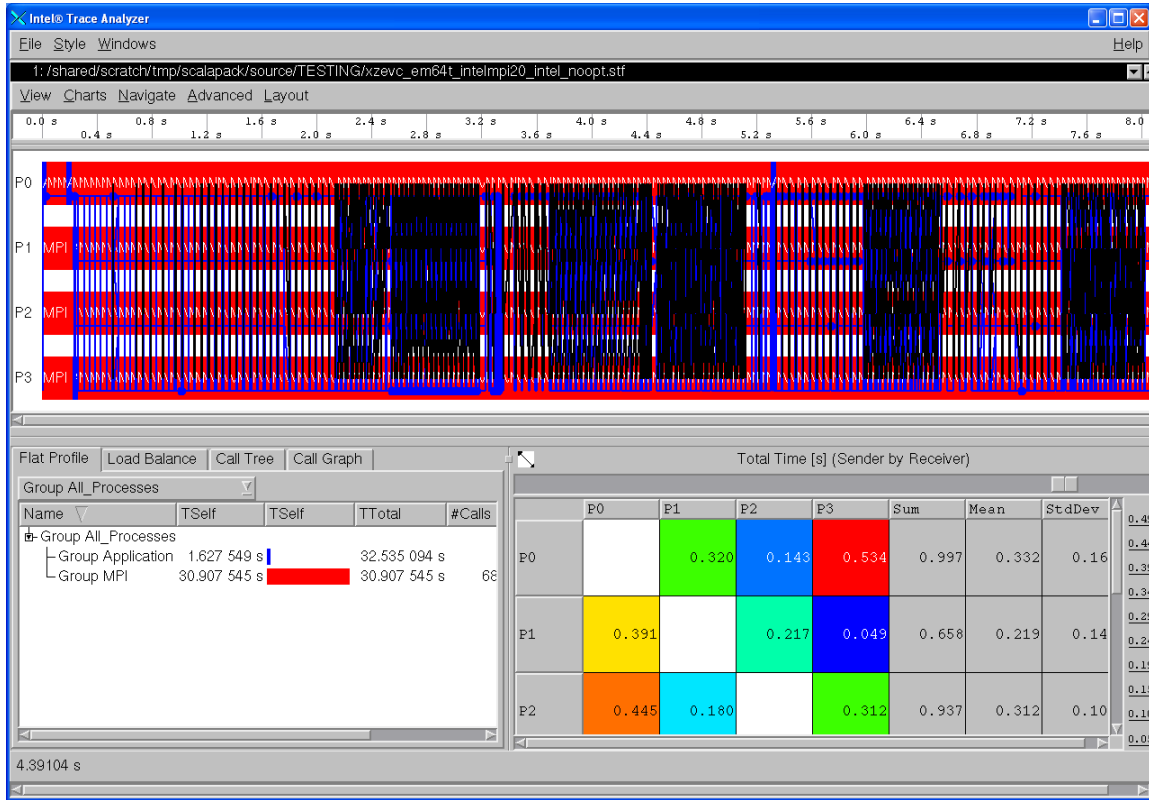 Intel® Trace Analyzer
File Style Windows Help
1: /shared/scratch/tmp/scalapack/source/TESTING/xzevc_em64t_intelmpi20_intel_noopt.stf
View Charts Navigate Advanced Layout
0.0 s 0.8 s 1.6 s 2.4 s 3.2 s 4.0 s 4.8 s 5.6 s 6.4 s 7.2 s 8.0
0.4 s 1.2 s 2.0 s 2.8 s 3.6 s 4.4 s 5.2 s 6.0 s 6.8 s 7.6 s
P0
P1 MPI
P2 MPI
P3 MPI
Flat Profile Load Balance Call Tree Call Graph
Group All_Processes
Name TSelf TSelf TTotal #Calls
Group All_Processes
Group Application 1.627 549 s 32.535 094 s
Group MPI 30.907 545 s 30.907 545 s 68
Total Time [s] (Sender by Receiver)
P0 P1 P2 P3 Sum Mean StdDev
P0 0.320 0.143 0.534 0.997 0.332 0.16
P1 0.391 0.217 0.049 0.658 0.219 0.14
P2 0.445 0.180 0.312 0.937 0.312 0.10
4.39104 s